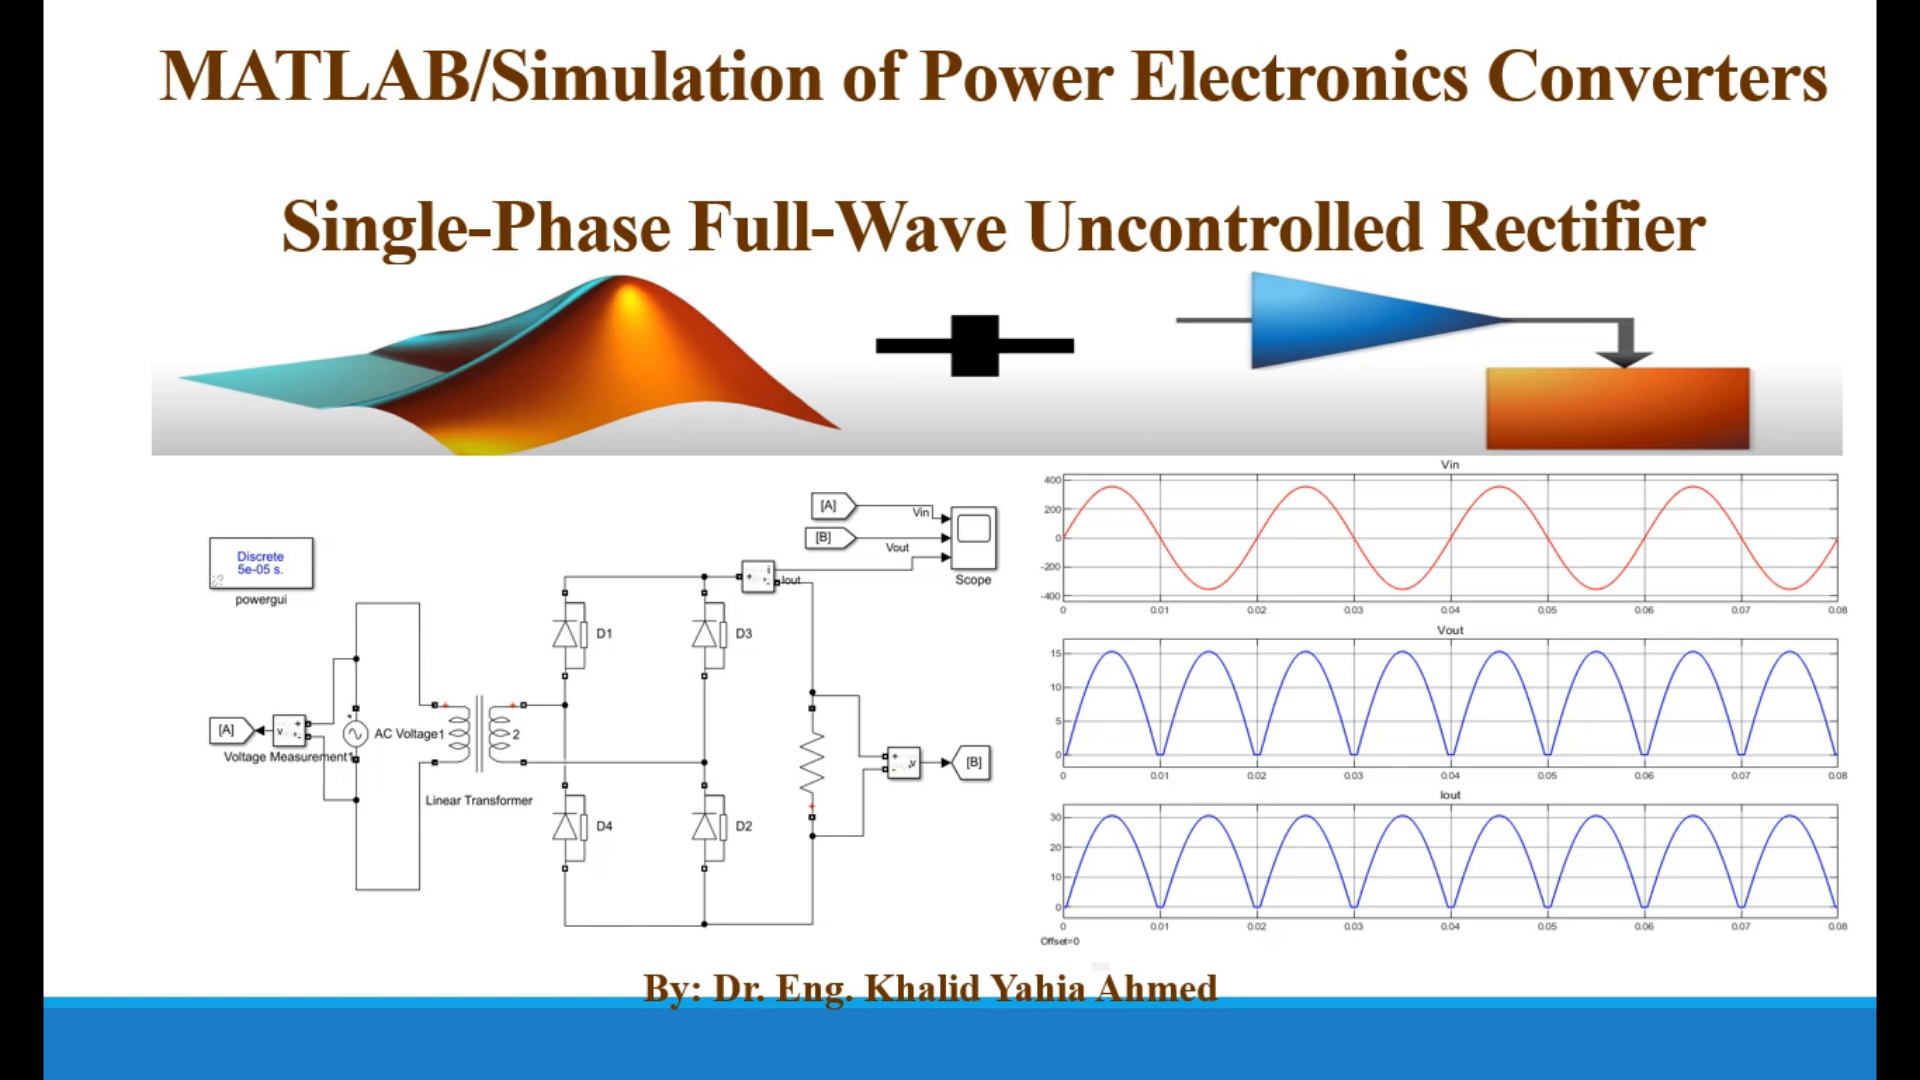 MATLAB/Simulation of Power Electronics Converters
Single-Phase Full-Wave Uncontrolled Rectifier
Discrete
5e-05 s.
powergui
[A]
Vin
[B]
Vout
Scope
i
Iout
D1
D3
[A]
v
Voltage Measurement1
AC Voltage1
2
Linear Transformer
D4
D2
v
[B]
Vin
400
200
0
-200
-400
0 0.01 0.02 0.03 0.04 0.05 0.06 0.07 0.08
Vout
15
10
5
0
0 0.01 0.02 0.03 0.04 0.05 0.06 0.07 0.08
Iout
30
20
10
0
0 0.01 0.02 0.03 0.04 0.05 0.06 0.07 0.08
Offset=0
By: Dr. Eng. Khalid Yahia Ahmed